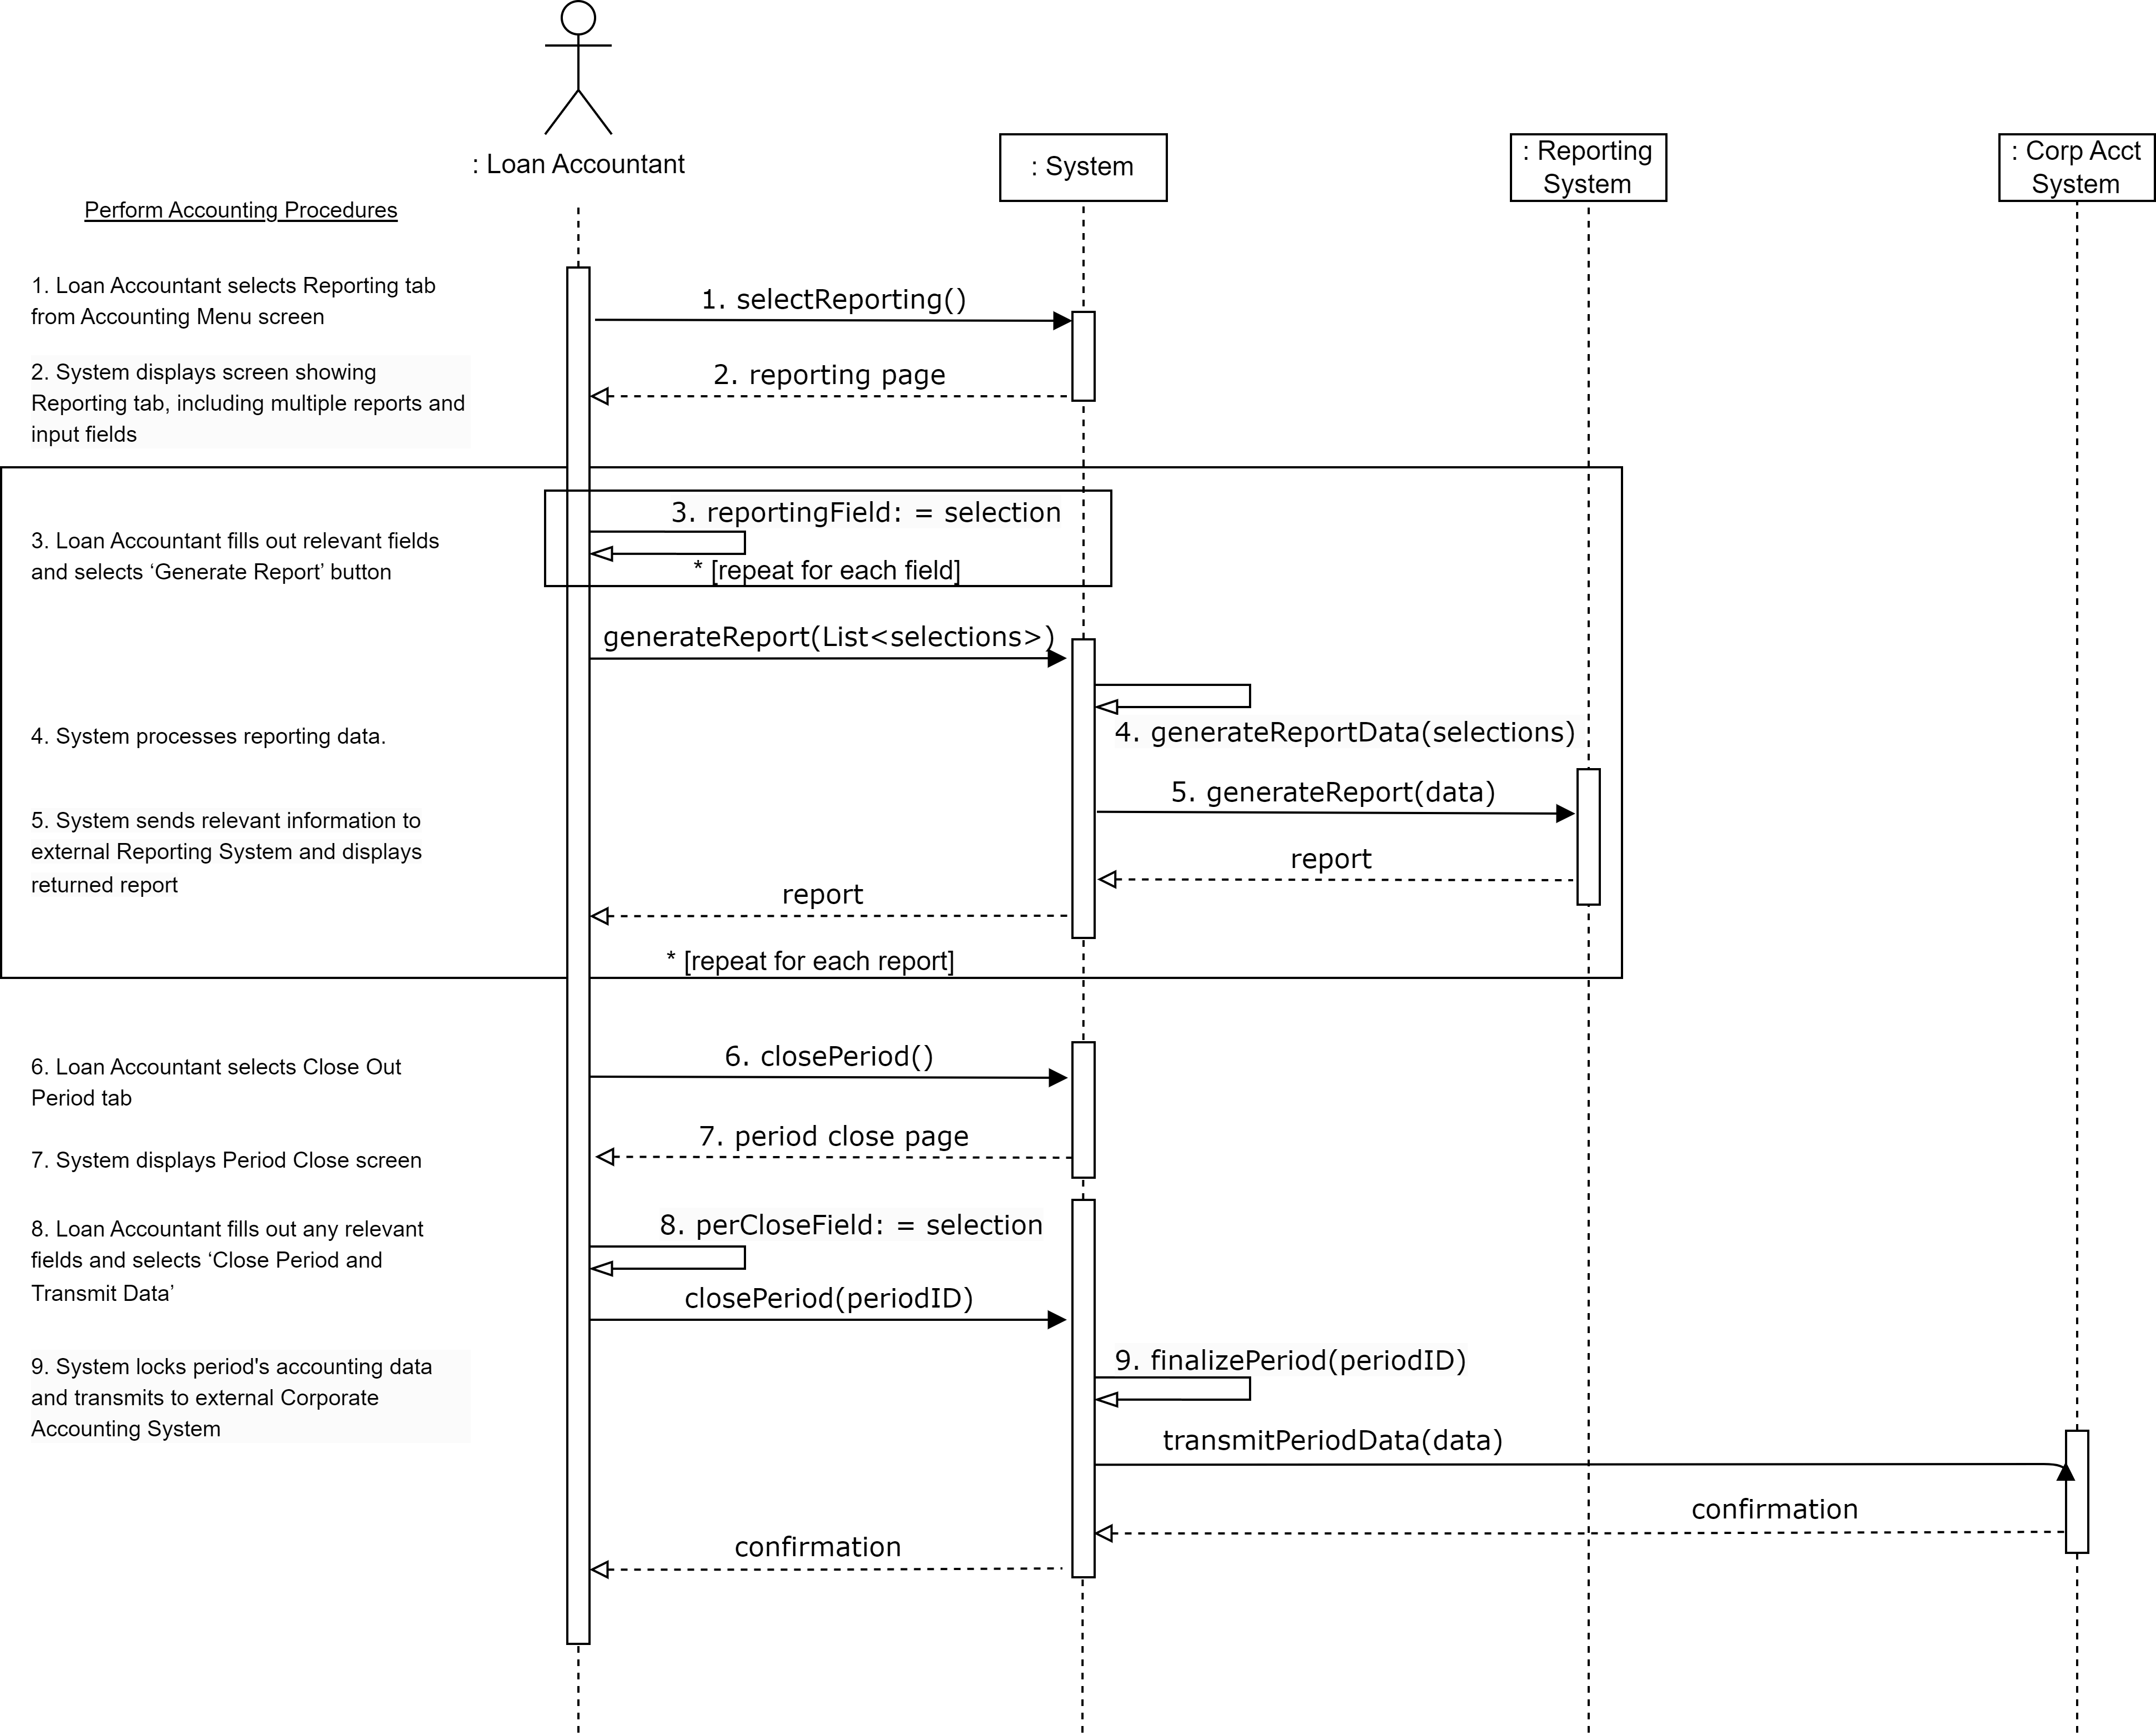 : Loan Accountant
: System
: Reporting
System
: Corp Acct
System
Perform Accounting Procedures
1. Loan Accountant selects Reporting tab
from Accounting Menu screen
1. selectReporting()
2. System displays screen showing
Reporting tab, including multiple reports and
input fields
2. reporting page
3. reportingField: = selection
3. Loan Accountant fills out relevant fields
and selects ‘Generate Report’ button
* [repeat for each field]
generateReport(List<selections>)
4. System processes reporting data.
4. generateReportData(selections)
5. generateReport(data)
5. System sends relevant information to
external Reporting System and displays
returned report
report
report
* [repeat for each report]
6. Loan Accountant selects Close Out
Period tab
6. closePeriod()
7. period close page
7. System displays Period Close screen
8. Loan Accountant fills out any relevant
fields and selects ‘Close Period and
Transmit Data’
8. perCloseField: = selection
closePeriod(periodID)
9. System locks period's accounting data
and transmits to external Corporate
Accounting System
9. finalizePeriod(periodID)
transmitPeriodData(data)
confirmation
confirmation